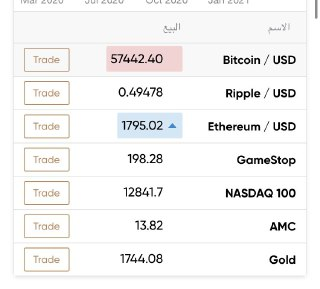 Mar 2020 Jul 2020 Oct 2020 Jan 2021
الاسم البيع
Bitcoin / USD 57442.40 Trade
Ripple / USD 0.49478 Trade
Ethereum / USD 1795.02 Trade
GameStop 198.28 Trade
NASDAQ 100 12841.7 Trade
AMC 13.82 Trade
Gold 1744.08 Trade